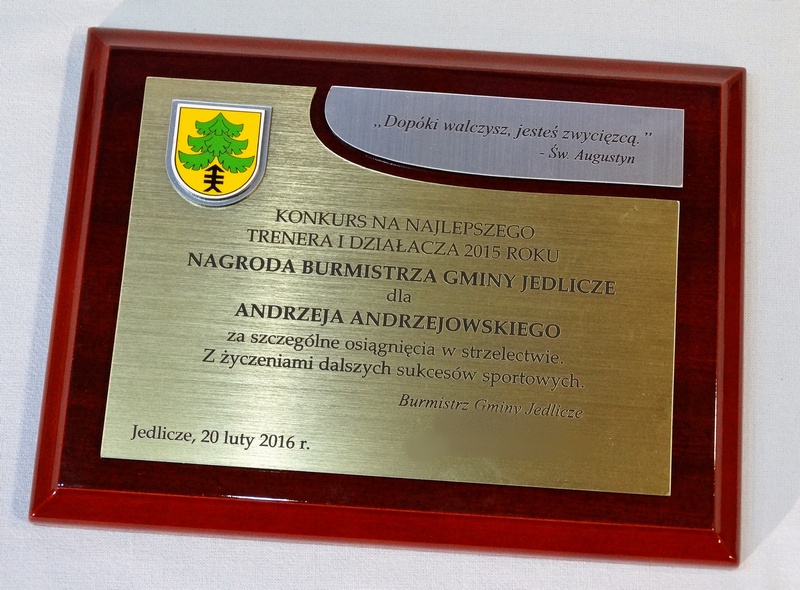 „Dopóki walczysz, jesteś zwycięzcą.”
- Św. Augustyn
KONKURS NA NAJLEPSZEGO
TRENERA I DZIAŁACZA 2015 ROKU
NAGRODA BURMISTRZA GMINY JEDLICZE
dla
ANDRZEJA ANDRZEJOWSKIEGO
za szczególne osiągnięcia w strzelectwie.
Z życzeniami dalszych sukcesów sportowych.
Burmistrz Gminy Jedlicze
Jedlicze, 20 luty 2016 r.